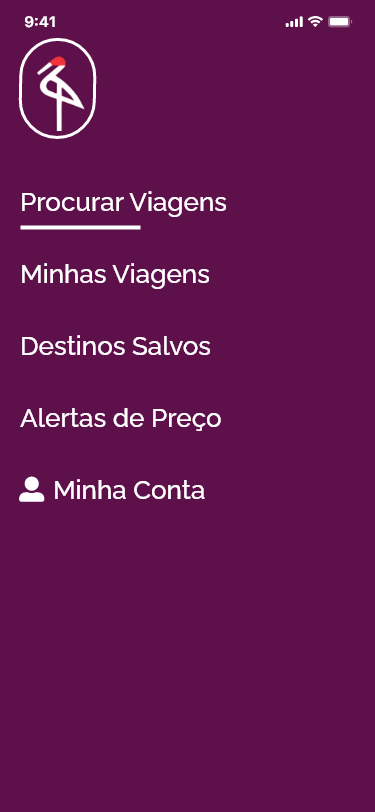 9:41
Procurar Viagens
Minhas Viagens
Destinos Salvos
Alertas de Preço
Minha Conta